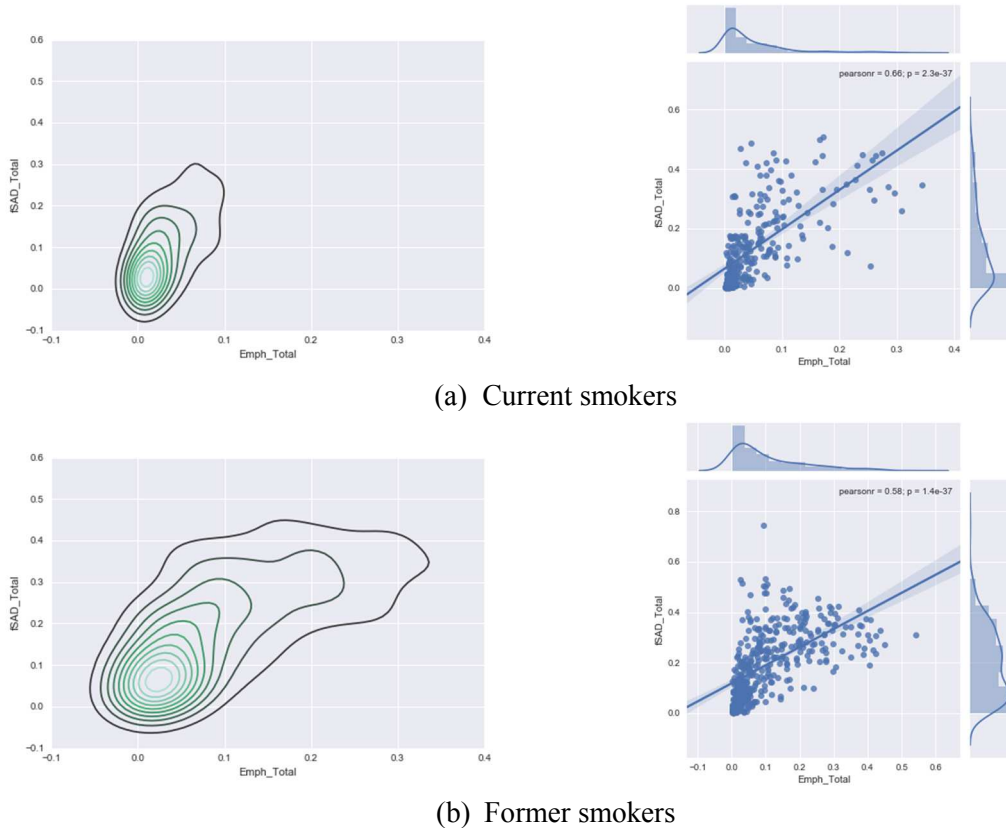 0.6
0.5
0.4
0.3
0.2
0.1
0.0
−0.1
fSAD_Total
−0.1 0.0 0.1 0.2 0.3 0.4
Emph_Total
pearsonr = 0.66; p = 2.3e-37
0.6
0.4
0.2
0.0
fSAD_Total
0.0 0.1 0.2 0.3 0.4
Emph_Total
(a) Current smokers
0.6
0.5
0.4
0.3
0.2
0.1
0.0
−0.1
fSAD_Total
−0.1 0.0 0.1 0.2 0.3 0.4
Emph_Total
pearsonr = 0.58; p = 1.4e-37
0.8
0.6
0.4
0.2
0.0
fSAD_Total
−0.1 0.0 0.1 0.2 0.3 0.4 0.5 0.6
Emph_Total
(b) Former smokers